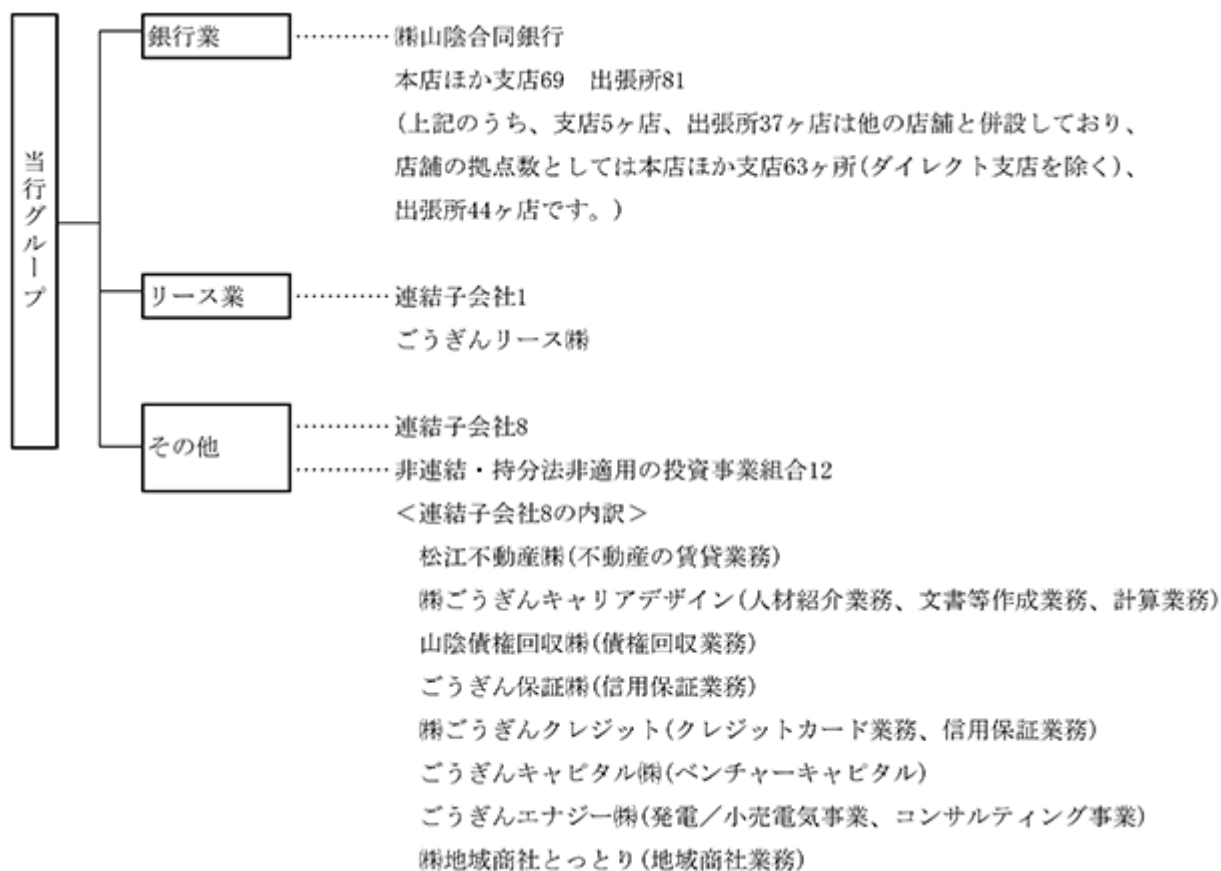 当行グループ
銀行業 ………… ㈱山陰合同銀行
本店ほか支店69　出張所81
(上記のうち、支店5ヶ店、出張所37ヶ店は他の店舗と併設しており、
店舗の拠点数としては本店ほか支店63ヶ所(ダイレクト支店を除く)、
出張所44ヶ店です。)
リース業 ………… 連結子会社1
ごうぎんリース㈱
その他
………… 連結子会社8
………… 非連結・持分法非適用の投資事業組合12
＜連結子会社8の内訳＞
松江不動産㈱(不動産の賃貸業務)
㈱ごうぎんキャリアデザイン(人材紹介業務、文書等作成業務、計算業務)
山陰債権回収㈱(債権回収業務)
ごうぎん保証㈱(信用保証業務)
㈱ごうぎんクレジット(クレジットカード業務、信用保証業務)
ごうぎんキャピタル㈱(ベンチャーキャピタル)
ごうぎんエナジー㈱(発電／小売電気事業、コンサルティング事業)
㈱地域商社とっとり(地域商社業務)